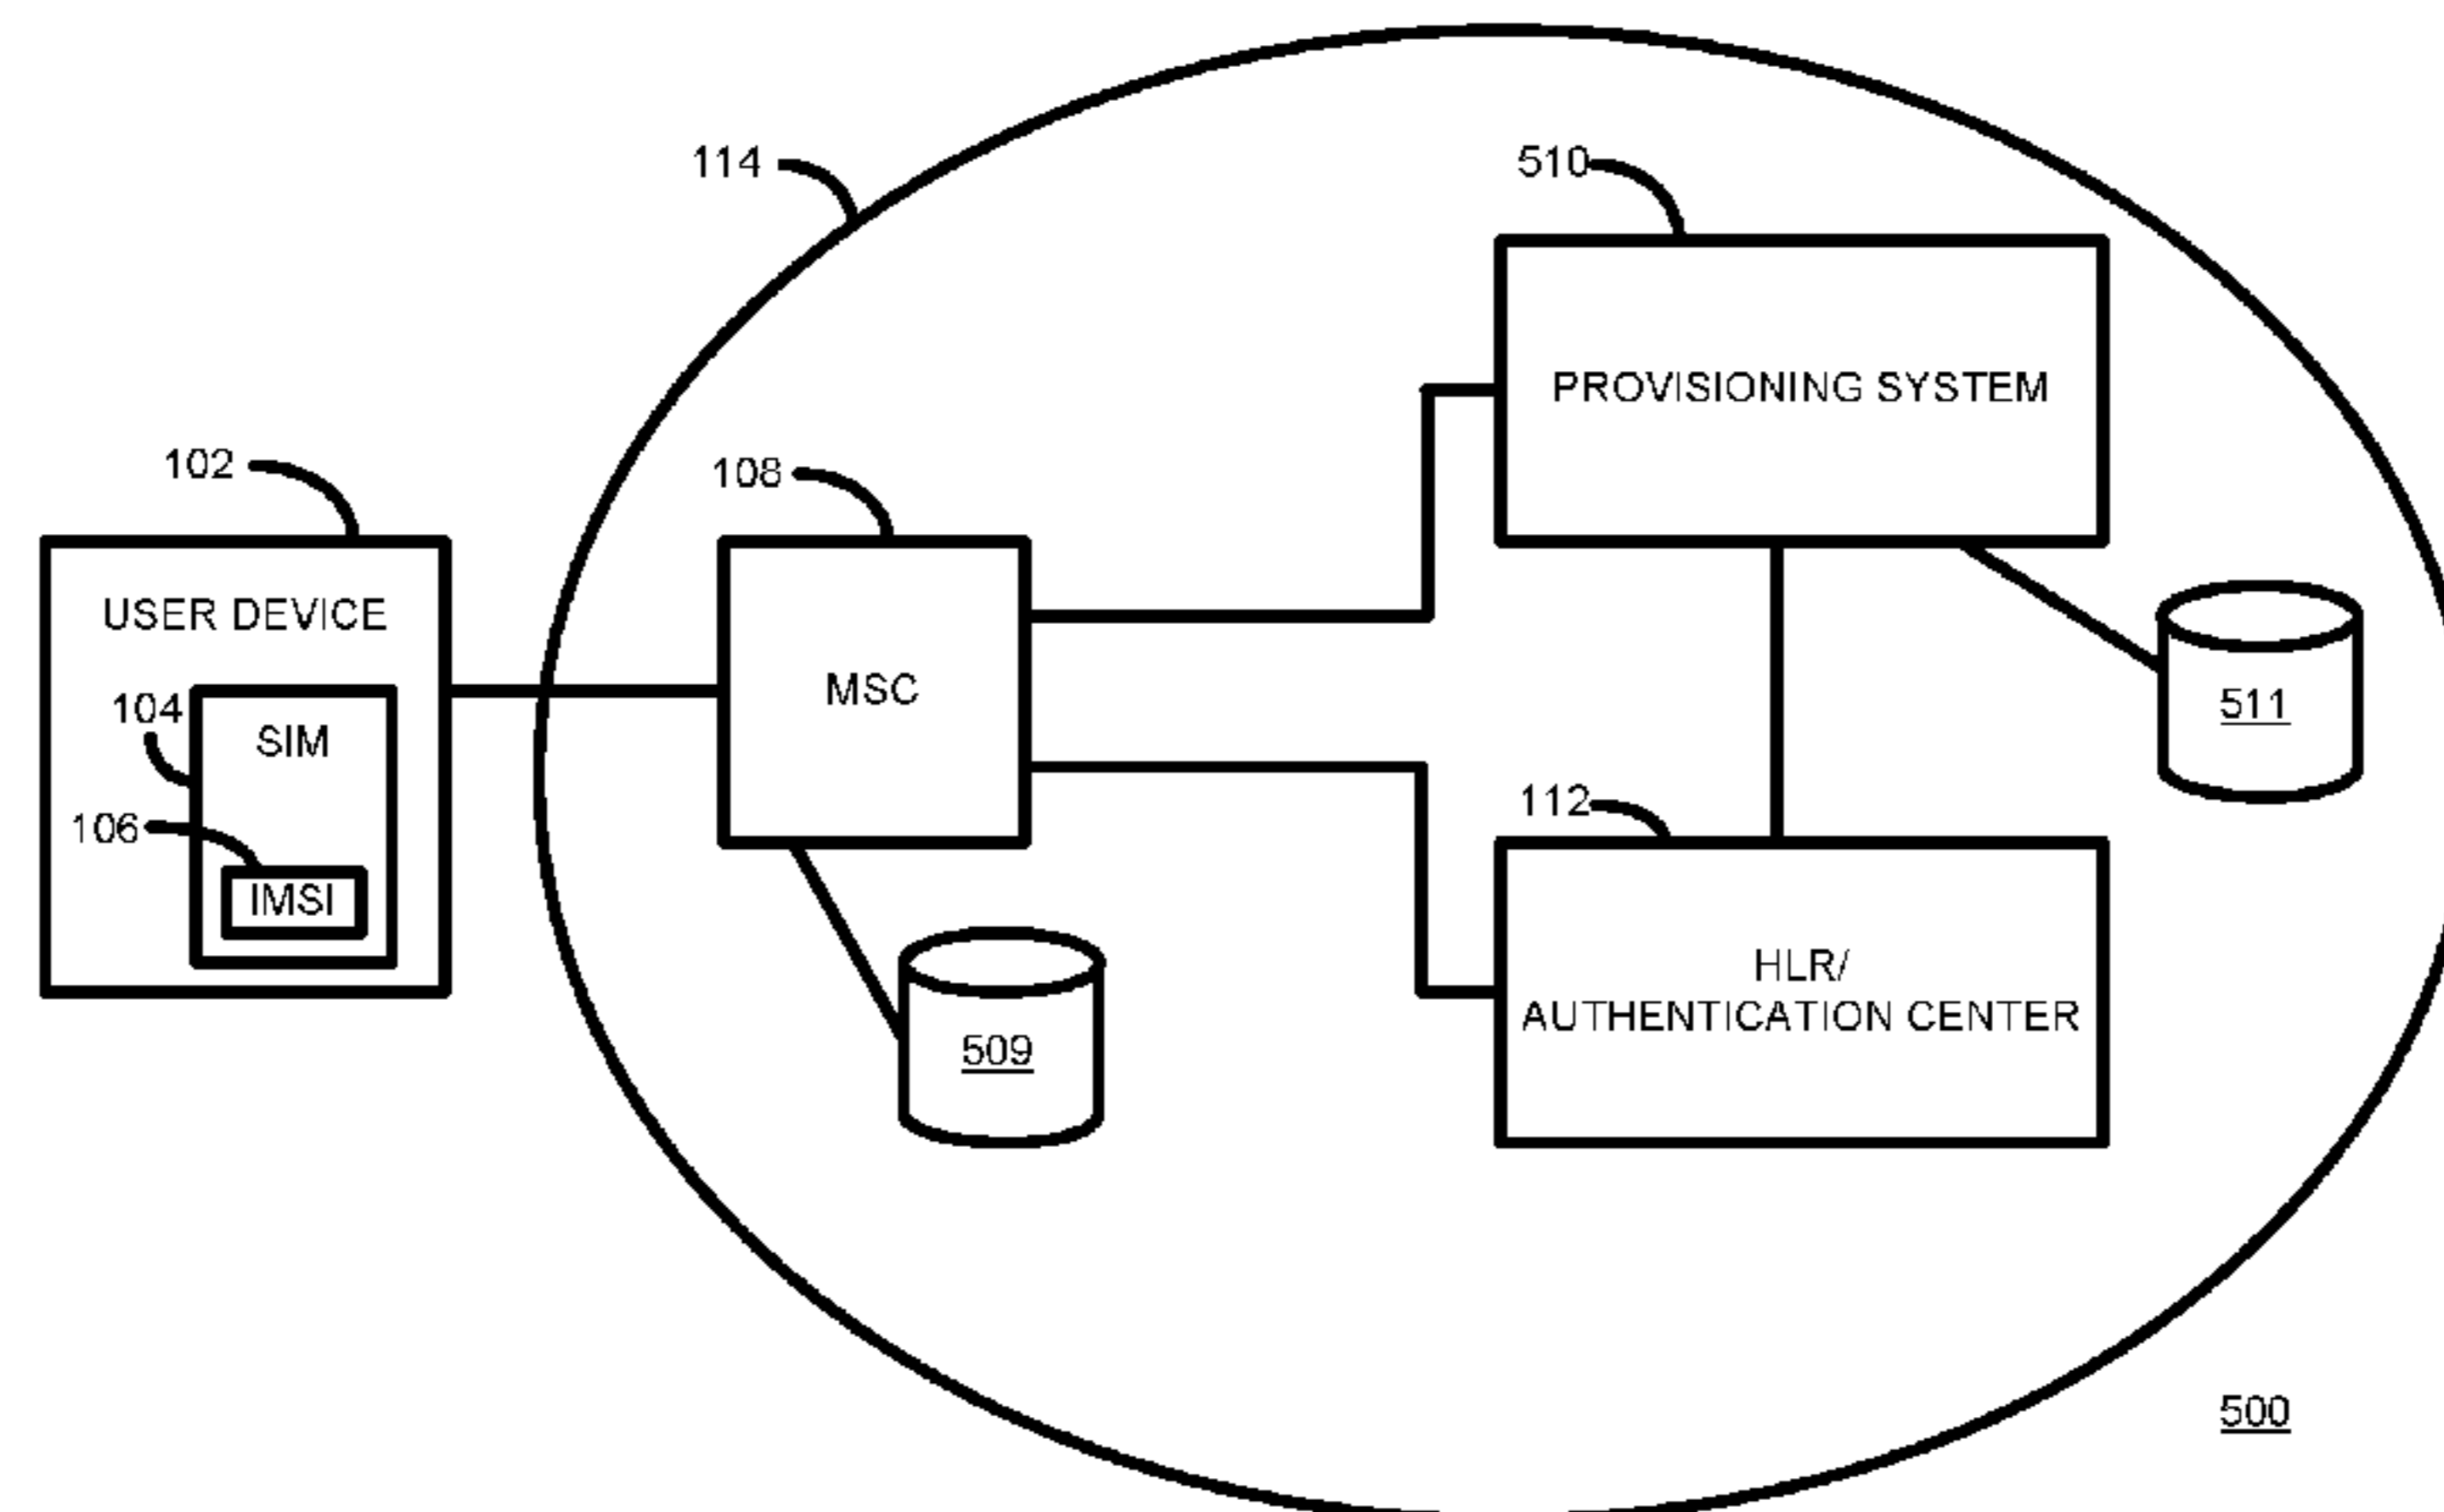 114
510
PROVISIONING SYSTEM
102
108
USER DEVICE
MSC
104
SIM
511
106
IMSI
112
HLR/
AUTHENTICATION CENTER
509
500